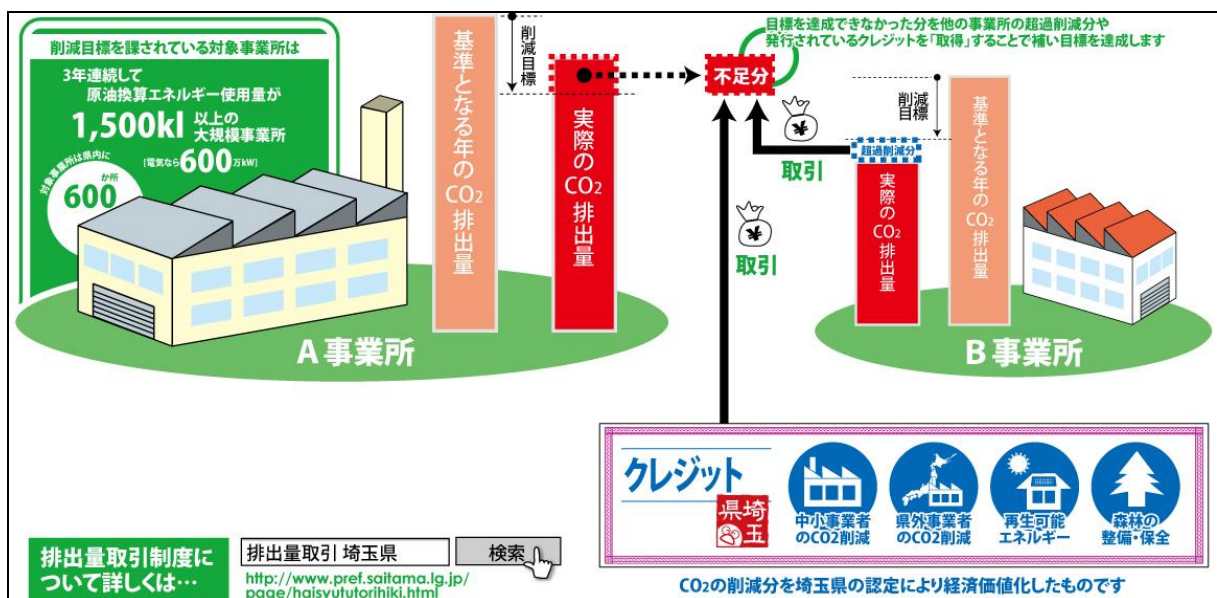 削減目標を課されている対象事業所は
3年連続して
原油換算エネルギー使用量が
1,500kl 以上の
大規模事業所
[電気なら600万kW]
対象事業所は県内に
600か所
基準となる年のCO2排出量
削減目標
実際のCO2排出量
A事業所
不足分
目標を達成できなかった分を他の事業所の超過削減分や
発行されているクレジットを「取得」することで補い目標を達成します
¥
取引
¥
取引
超過削減分
実際のCO2排出量
削減
目標
基準となる年のCO2排出量
B事業所
クレジット
埼玉県
中小事業者
のCO2削減
県外事業者
のCO2削減
再生可能
エネルギー
森林の
整備・保全
CO2の削減分を埼玉県の認定により経済価値化したものです
排出量取引制度に
ついて詳しくは…
排出量取引 埼玉県
検索
http://www.pref.saitama.lg.jp/
page/haisyututorihiki.html